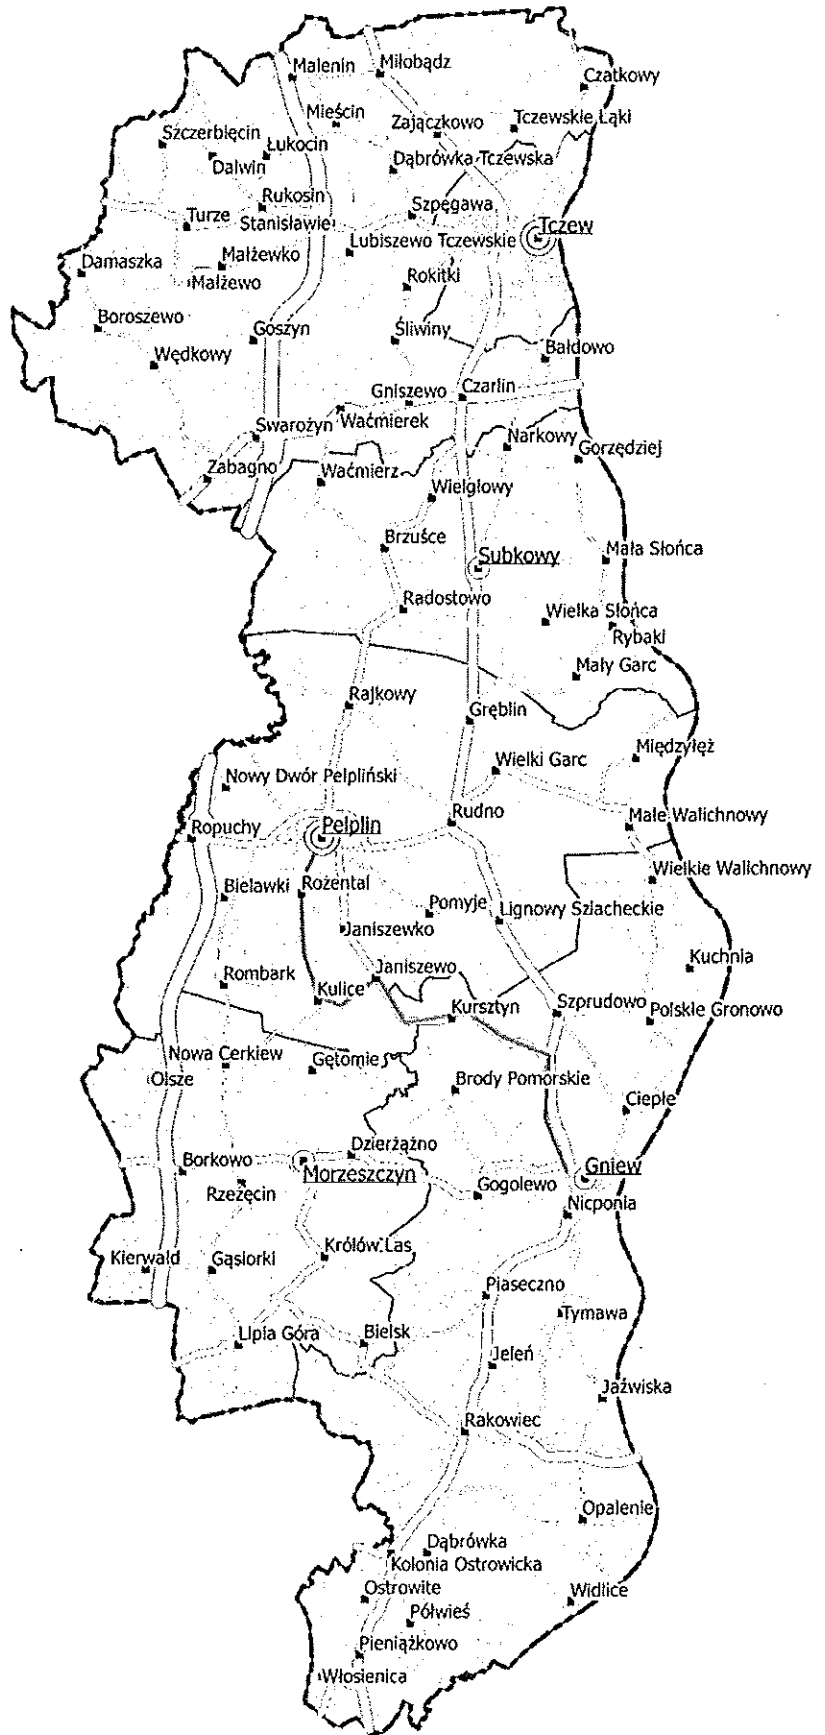 Malenin
Miłobądz
Czatkowy
Mieścin
Zajączkowo
Tczewskie Łąki
Szczerbięcin
Dalwin
Łukocin
Dąbrówka Tczewska
Rukosin
Stanisławie
Szpęgawa
Turze
Tczew
Lubiszewo Tczewskie
Damaszka
Małżewko
Małżewo
Rokitki
Boroszewo
Goszyn
Śliwiny
Wędkowy
Bałdowo
Gniszewo
Czarlin
Swarożyn
Waćmierek
Narkowy
Gorzędziej
Zabagno
Waćmierz
Wielgłowy
Brzuśce
Subkowy
Mała Słońca
Radostowo
Wielka Słońca
Rybaki
Mały Garc
Rajkowy
Gręblin
Międzyłęż
Nowy Dwór Pelpliński
Wielki Garc
Ropuchy
Pelplin
Rudno
Małe Walichnowy
Wielkie Walichnowy
Bielawki
Rożental
Pomyje
Lignowy Szlacheckie
Janiszewko
Kuchnia
Rombark
Janiszewo
Kulice
Kursztyn
Szprudowo
Polskie Gronowo
Nowa Cerkiew
Gętomie
Olsze
Brody Pomorskie
Ciepłe
Borkowo
Dzierżążno
Morzeszczyn
Gniew
Rzeżęcin
Gogolewo
Nicponia
Kierwałd
Gąsiorki
Królów Las
Piaseczno
Tymawa
Lipia Góra
Bielsk
Jeleń
Jaźwiska
Rakowiec
Opalenie
Dąbrówka
Kolonia Ostrowicka
Ostrowite
Widlice
Półwieś
Pieniążkowo
Włosienica